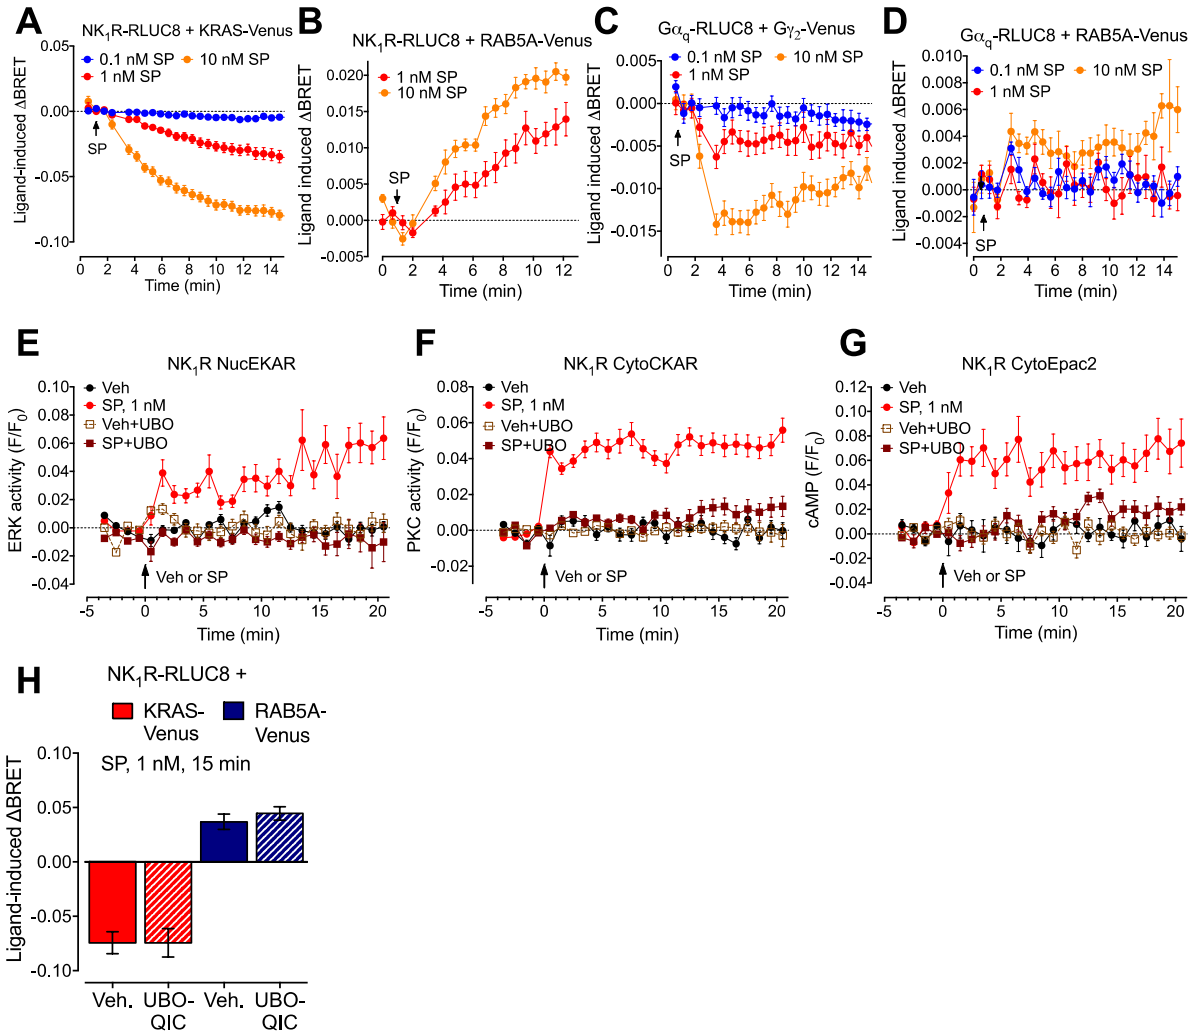 A
NK₁R-RLUC8 + KRAS-Venus
0.1 nM SP
10 nM SP
1 nM SP
Ligand-induced ΔBRET
0.05
0.00
-0.05
-0.10
SP
0 2 4 6 8 10 12 14
Time (min)
B
NK₁R-RLUC8 + RAB5A-Venus
1 nM SP
10 nM SP
Ligand induced ΔBRET
0.020
0.015
0.010
0.005
0.000
-0.005
SP
0 2 4 6 8 10 12
Time (min)
C
Gαq-RLUC8 + Gγ₂-Venus
0.1 nM SP
10 nM SP
1 nM SP
Ligand induced ΔBRET
0.005
0.000
-0.005
-0.010
-0.015
SP
0 2 4 6 8 10 12 14
Time (min)
D
Gαq-RLUC8 + RAB5A-Venus
0.1 nM SP
10 nM SP
1 nM SP
Ligand induced ΔBRET
0.010
0.008
0.006
0.004
0.002
0.000
-0.002
-0.004
SP
0 2 4 6 8 10 12 14
Time (min)
E
NK₁R NucEKAR
Veh
SP, 1 nM
Veh+UBO
SP+UBO
ERK activity (F/F₀)
0.10
0.08
0.06
0.04
0.02
0.00
-0.02
-0.04
Veh or SP
-5 0 5 10 15 20
Time (min)
F
NK₁R CytoCKAR
Veh
SP, 1 nM
Veh+UBO
SP+UBO
PKC activity (F/F₀)
0.08
0.06
0.04
0.02
0.00
-0.02
Veh or SP
-5 0 5 10 15 20
Time (min)
G
NK₁R CytoEpac2
Veh
SP, 1 nM
Veh+UBO
SP+UBO
cAMP (F/F₀)
0.12
0.10
0.08
0.06
0.04
0.02
0.00
-0.02
-0.04
Veh or SP
-5 0 5 10 15 20
Time (min)
H
NK₁R-RLUC8 +
KRAS-
Venus
RAB5A-
Venus
SP, 1 nM, 15 min
Ligand-induced ΔBRET
0.10
0.05
0.00
-0.05
-0.10
Veh. UBO- Veh. UBO-
QIC QIC